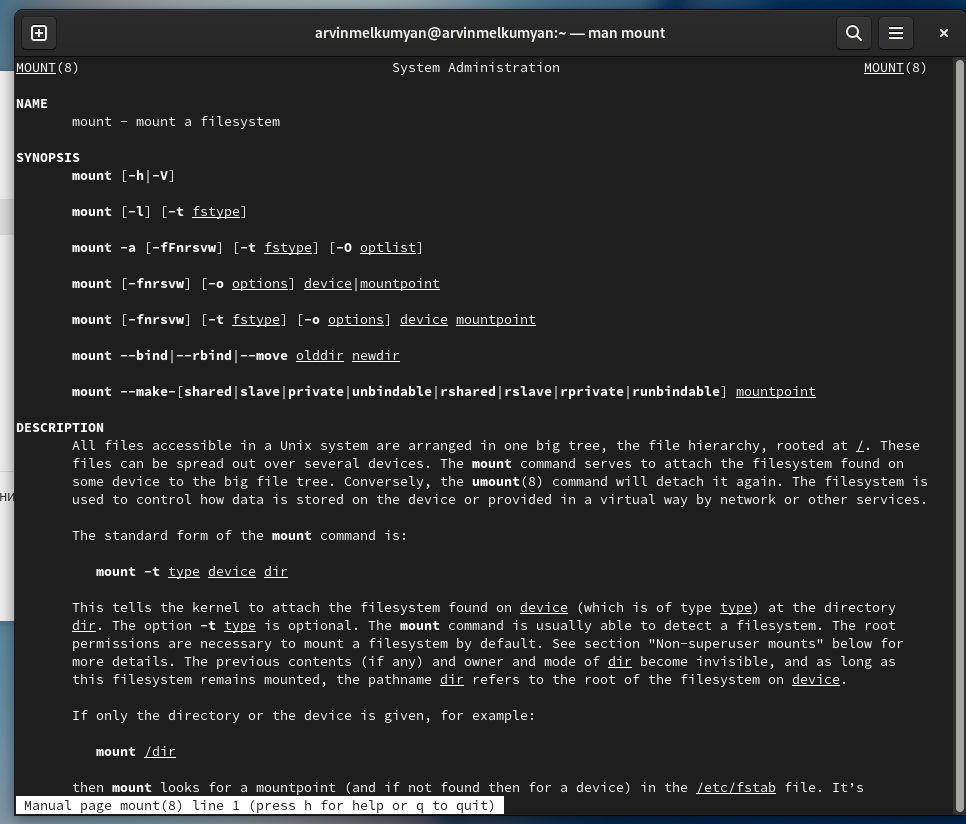 arvinmelkumyan@arvinmelkumyan:~ — man mount
MOUNT(8) System Administration MOUNT(8)
NAME
mount - mount a filesystem
SYNOPSIS
mount [-h|-V]
mount [-l] [-t fstype]
mount -a [-fFnrsvw] [-t fstype] [-O optlist]
mount [-fnrsvw] [-o options] device|mountpoint
mount [-fnrsvw] [-t fstype] [-o options] device mountpoint
mount --bind|--rbind|--move olddir newdir
mount --make-[shared|slave|private|unbindable|rshared|rslave|rprivate|runbindable] mountpoint
DESCRIPTION
All files accessible in a Unix system are arranged in one big tree, the file hierarchy, rooted at /. These
files can be spread out over several devices. The mount command serves to attach the filesystem found on
some device to the big file tree. Conversely, the umount(8) command will detach it again. The filesystem is
used to control how data is stored on the device or provided in a virtual way by network or other services.
The standard form of the mount command is:
mount -t type device dir
This tells the kernel to attach the filesystem found on device (which is of type type) at the directory
dir. The option -t type is optional. The mount command is usually able to detect a filesystem. The root
permissions are necessary to mount a filesystem by default. See section "Non-superuser mounts" below for
more details. The previous contents (if any) and owner and mode of dir become invisible, and as long as
this filesystem remains mounted, the pathname dir refers to the root of the filesystem on device.
If only the directory or the device is given, for example:
mount /dir
then mount looks for a mountpoint (and if not found then for a device) in the /etc/fstab file. It’s
Manual page mount(8) line 1 (press h for help or q to quit)